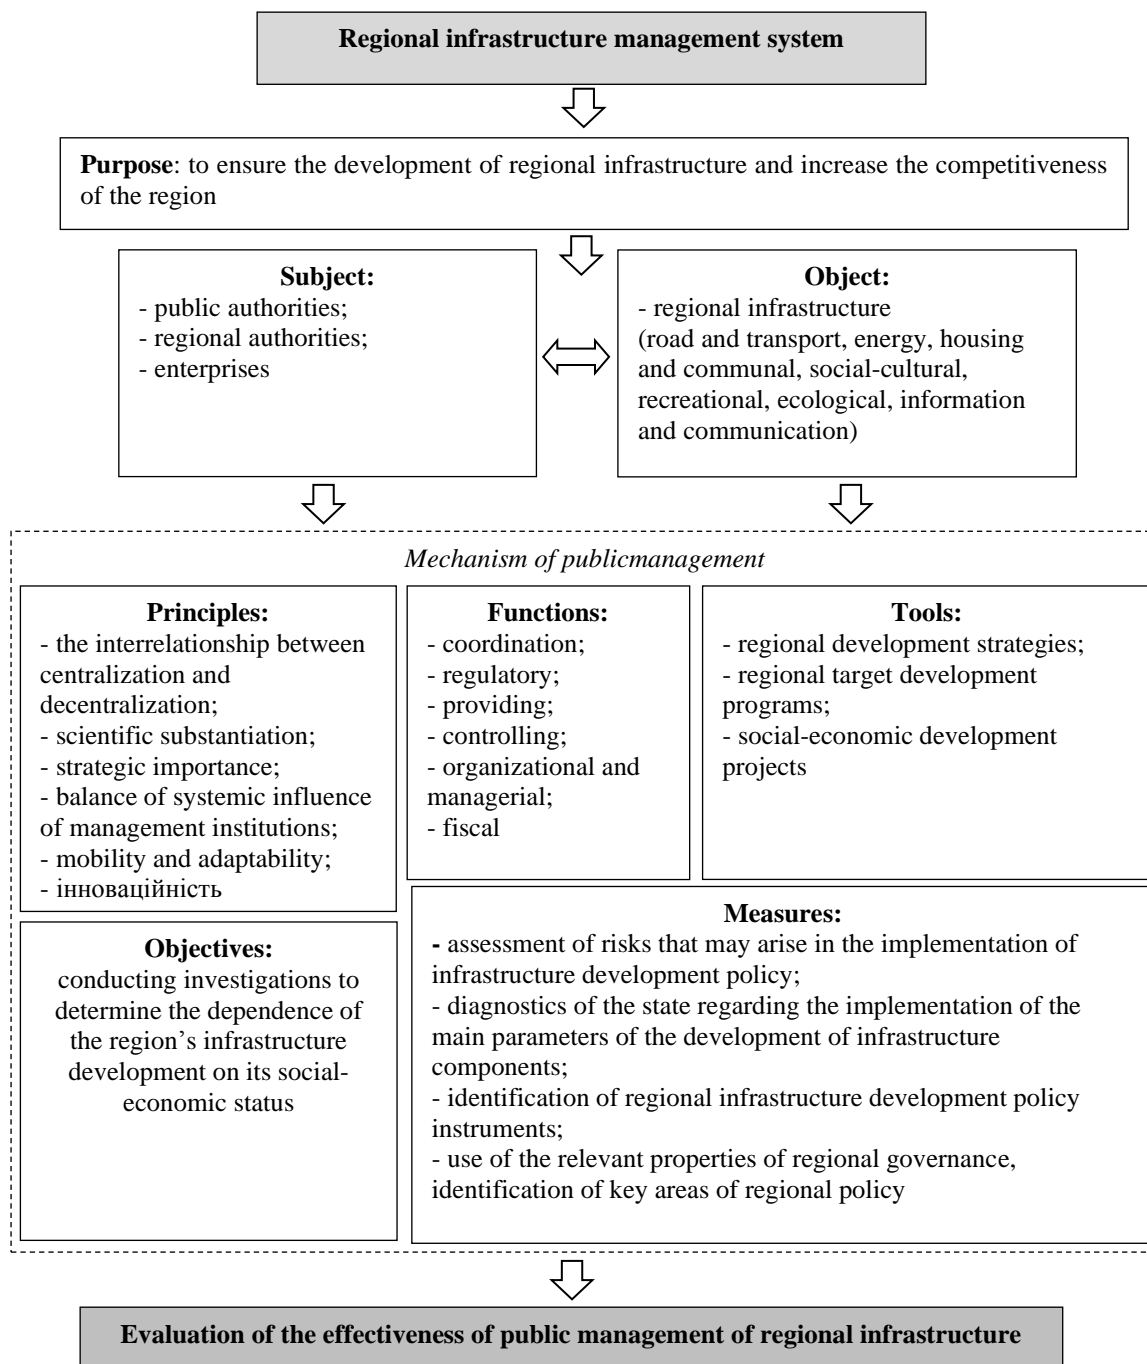 Regional infrastructure management system
Purpose: to ensure the development of regional infrastructure and increase the competitiveness
of the region
Subject:
- public authorities;
- regional authorities;
- enterprises
Object:
- regional infrastructure
(road and transport, energy, housing
and communal, social-cultural,
recreational, ecological, information
and communication)
Mechanism of publicmanagement
Principles:
- the interrelationship between
centralization and
decentralization;
- scientific substantiation;
- strategic importance;
- balance of systemic influence
of management institutions;
- mobility and adaptability;
- інноваційність
Functions:
- coordination;
- regulatory;
- providing;
- controlling;
- organizational and
managerial;
- fiscal
Tools:
- regional development strategies;
- regional target development
programs;
- social-economic development
projects
Objectives:
conducting investigations to
determine the dependence of
the region’s infrastructure
development on its social-
economic status
Measures:
- assessment of risks that may arise in the implementation of
infrastructure development policy;
- diagnostics of the state regarding the implementation of the
main parameters of the development of infrastructure
components;
- identification of regional infrastructure development policy
instruments;
- use of the relevant properties of regional governance,
identification of key areas of regional policy
Evaluation of the effectiveness of public management of regional infrastructure